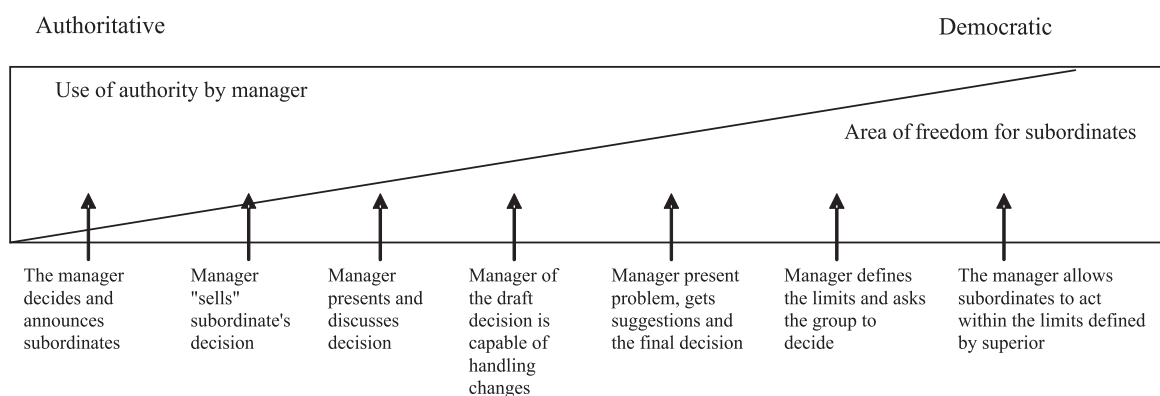 Authoritative
Democratic
Use of authority by manager
Area of freedom for subordinates
The manager
decides and
announces
subordinates
Manager
"sells"
subordinate's
decision
Manager
presents and
discusses
decision
Manager of
the draft
decision is
capable of
handling
changes
Manager present
problem, gets
suggestions and
the final decision
Manager defines
the limits and asks
the group to
decide
The manager allows
subordinates to act
within the limits defined
by superior